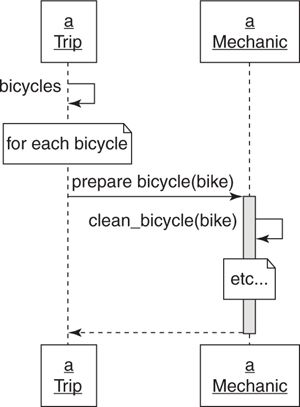 a
Trip
a
Mechanic
bicycles
for each bicycle
prepare bicycle(bike)
clean_bicycle(bike)
etc...
a
Trip
a
Mechanic